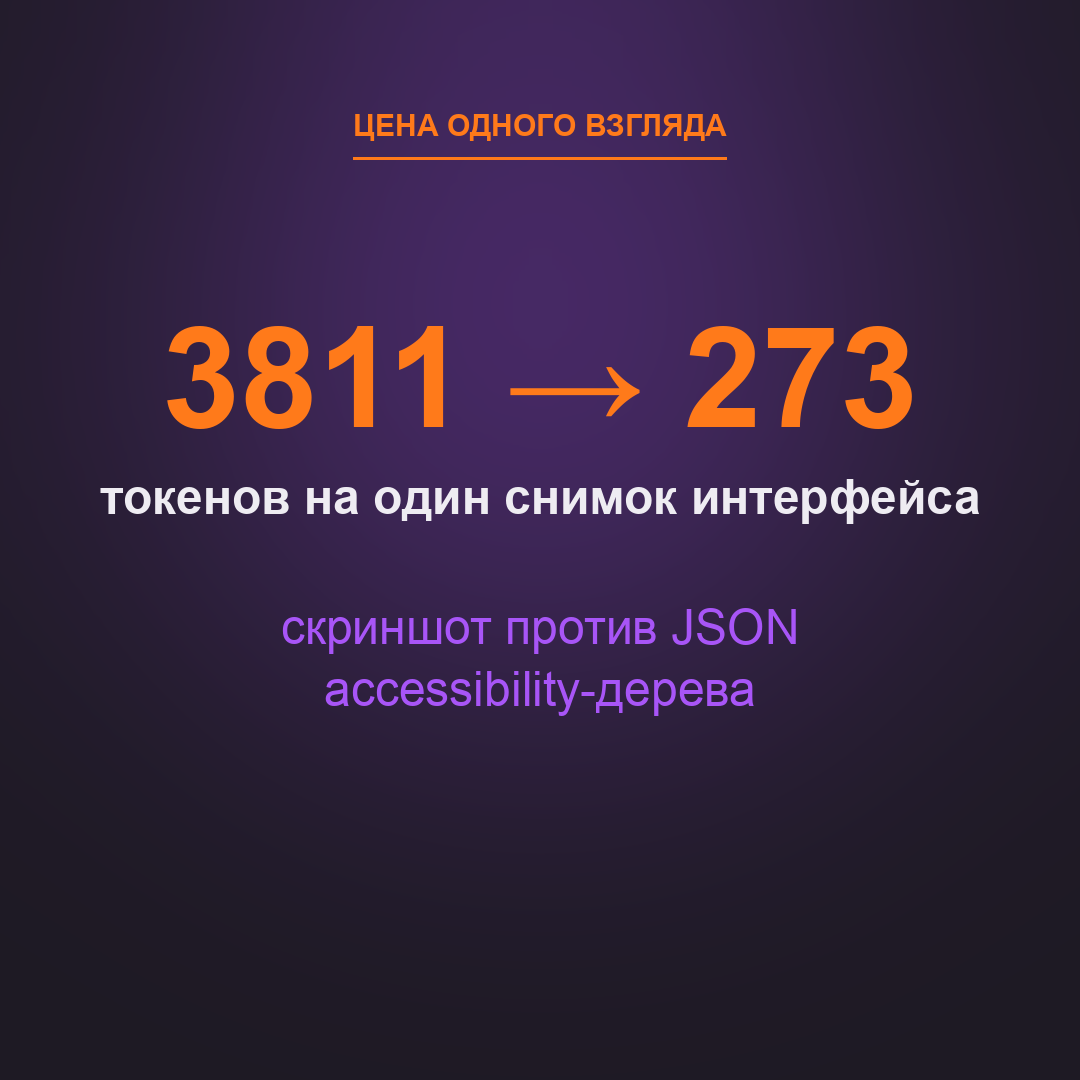 ЦЕНА ОДНОГО ВЗГЛЯДА
3811 → 273
токенов на один снимок интерфейса
скриншот против JSON
accessibility-дерева